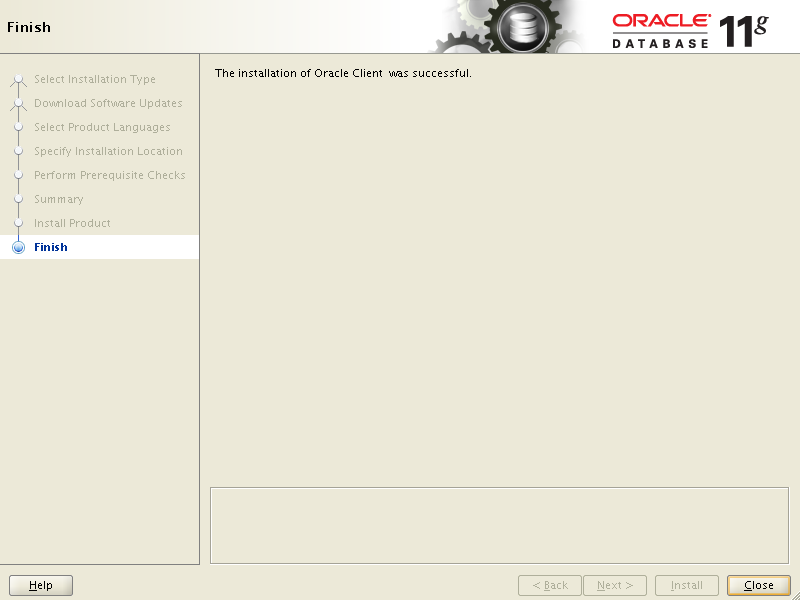 Finish
ORACLE
DATABASE
11g
Select Installation Type
Download Software Updates
Select Product Languages
Specify Installation Location
Perform Prerequisite Checks
Summary
Install Product
Finish
The installation of Oracle Client  was successful.
Help
< Back
Next >
Install
Close